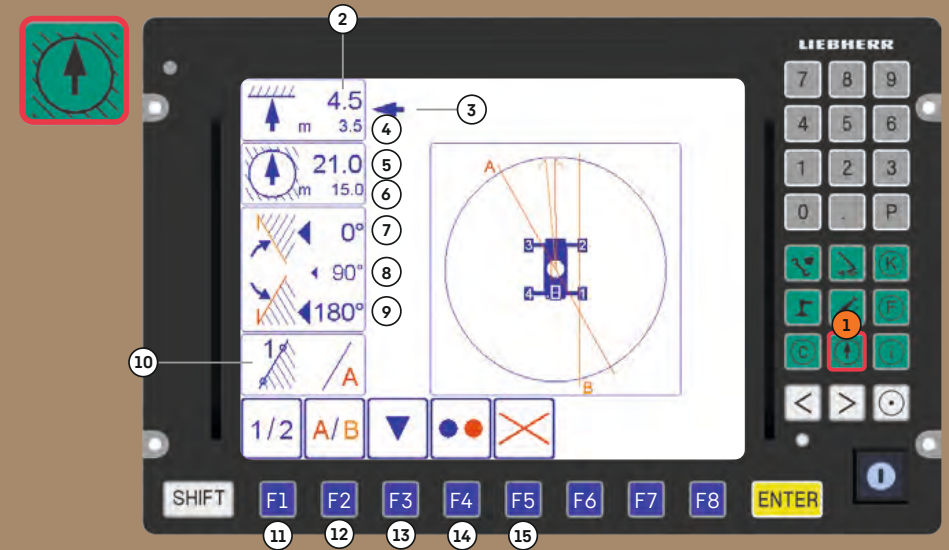 2
LIEBHERR
7 8 9
4.5
3
m 3.5
4
4 5 6
21.0
5
m 15.0
6
A
1 2 3
0°
7
0 . P
90°
8
3 2
K
180°
9
4 1
F
1
10
1
A
C
i
B
< >
1/2 A/B
SHIFT F1 F2 F3 F4 F5 F6 F7 F8 ENTER
11 12 13 14 15